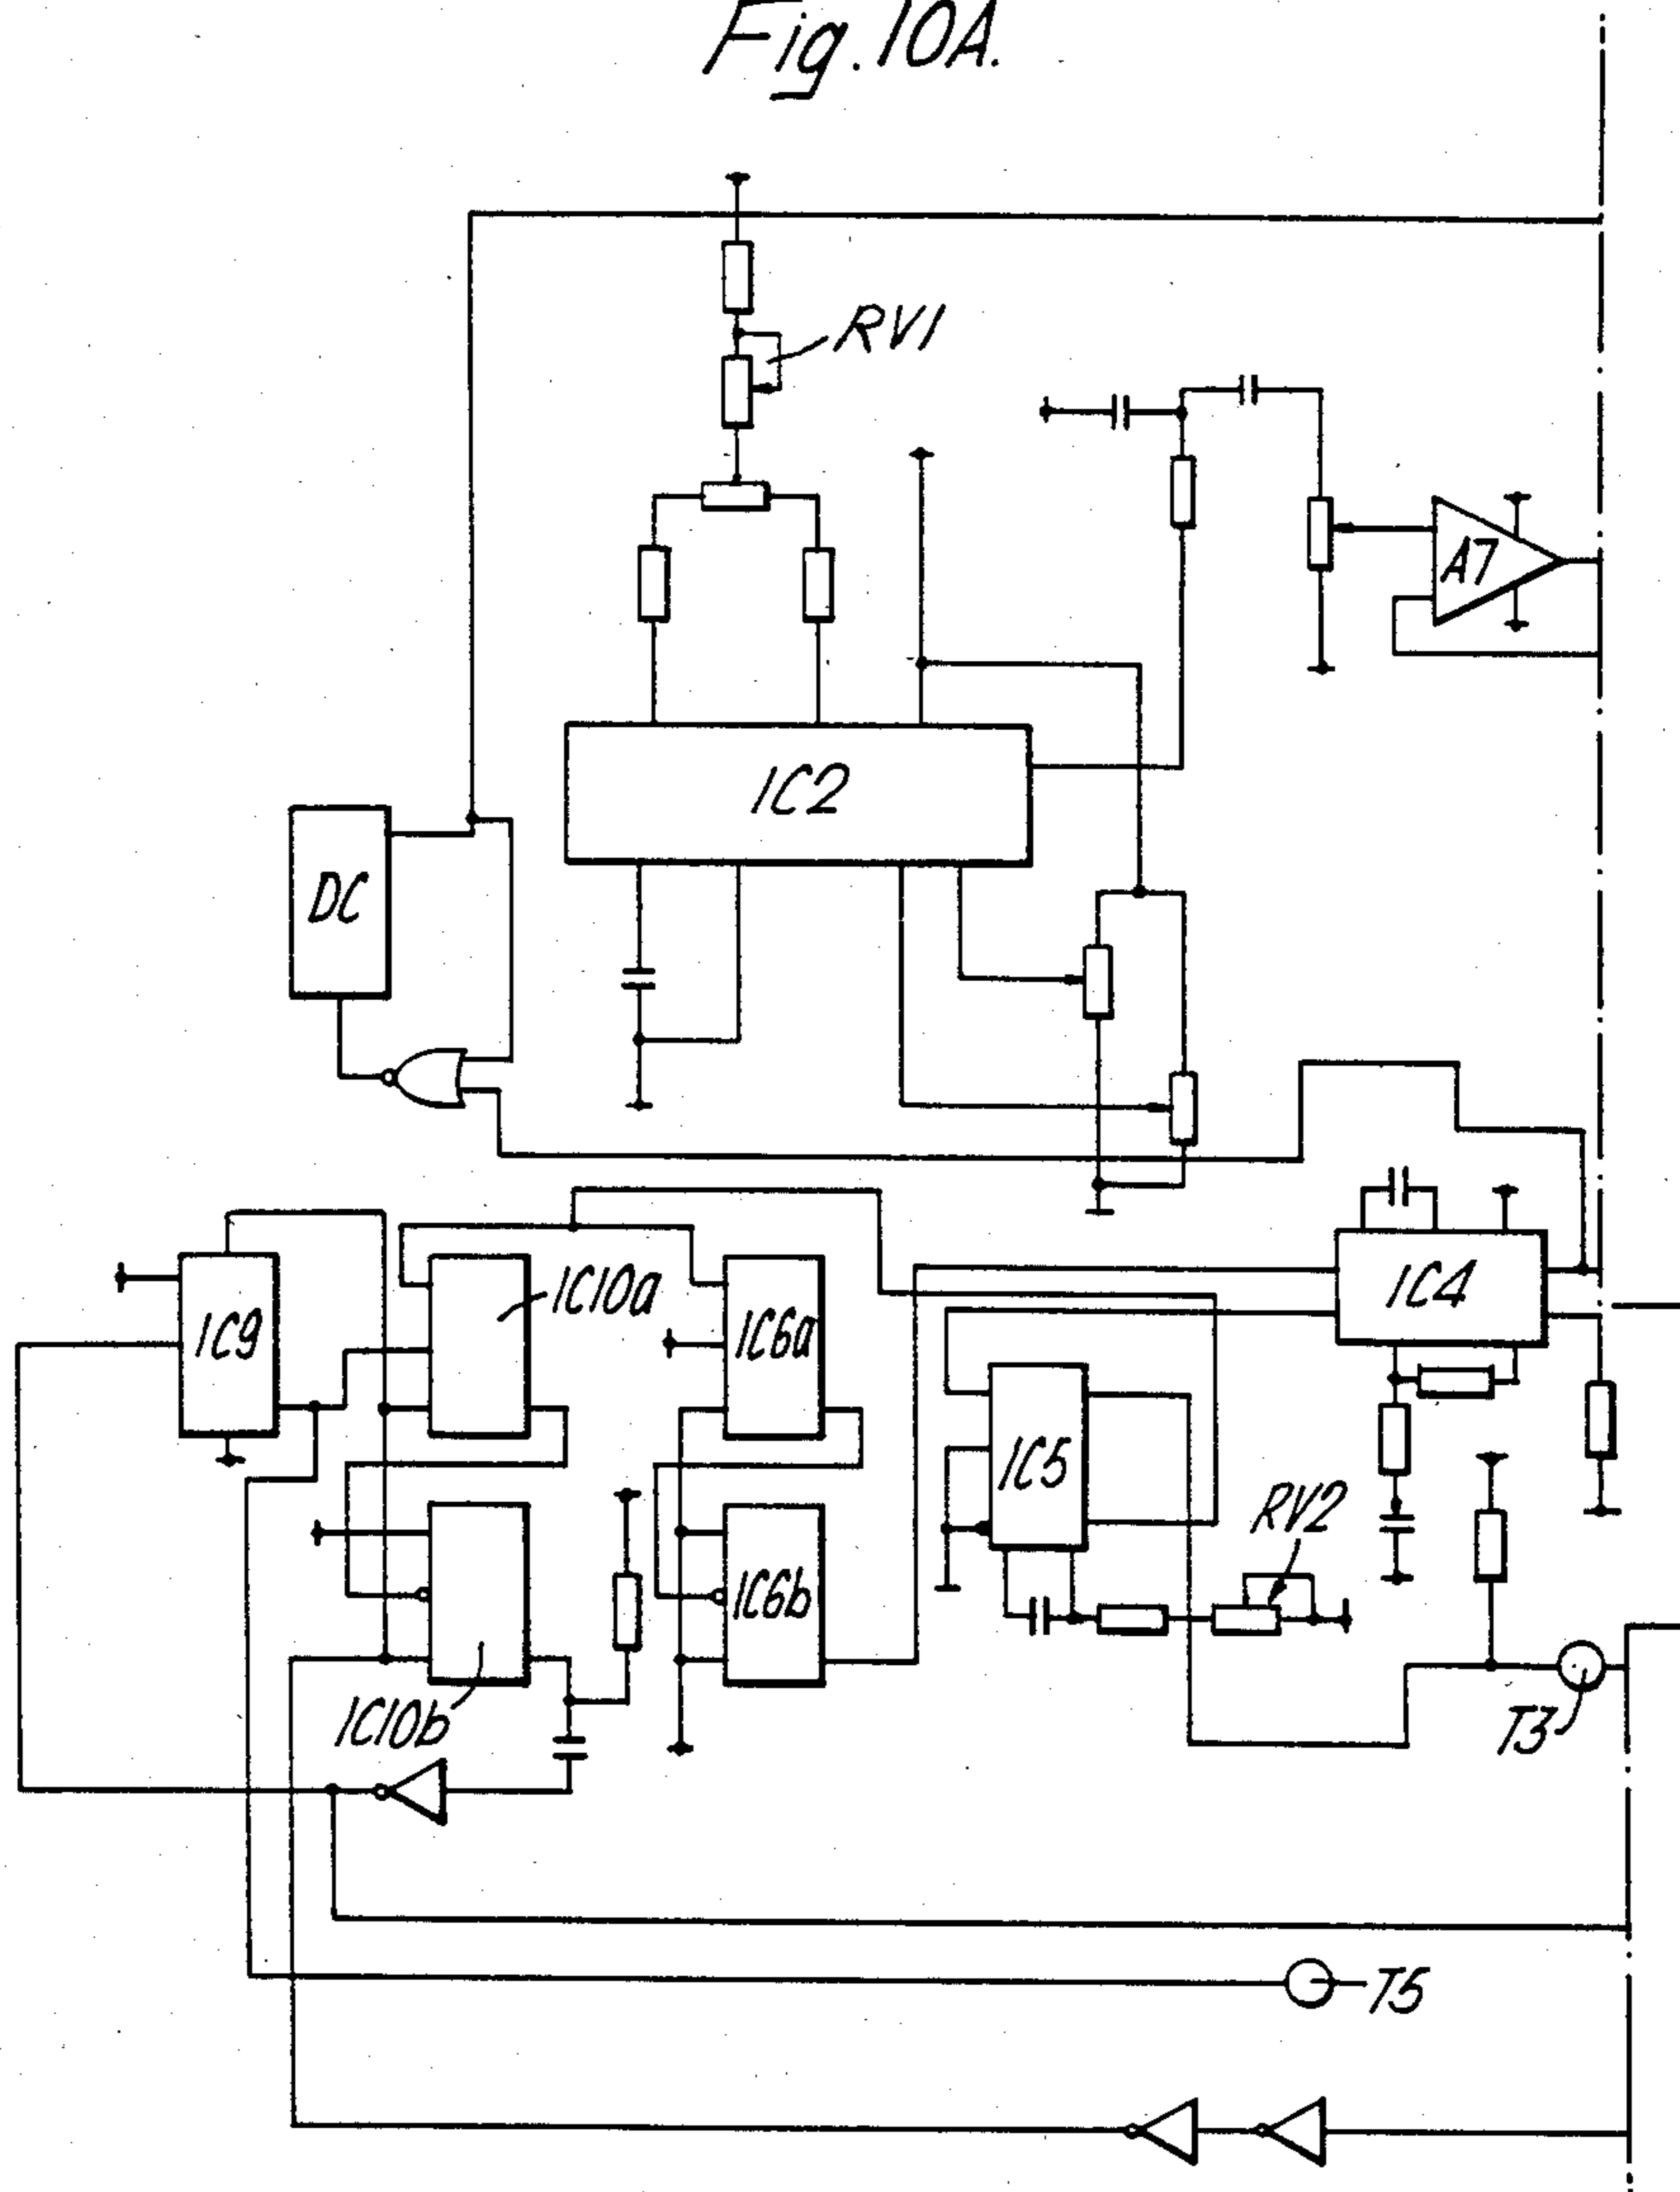 Fig. 10A.
RV1
A7
IC2
DC
IC10a
IC4
IC9
IC6a
IC5
RV2
IC6b
IC10b
T3
T5